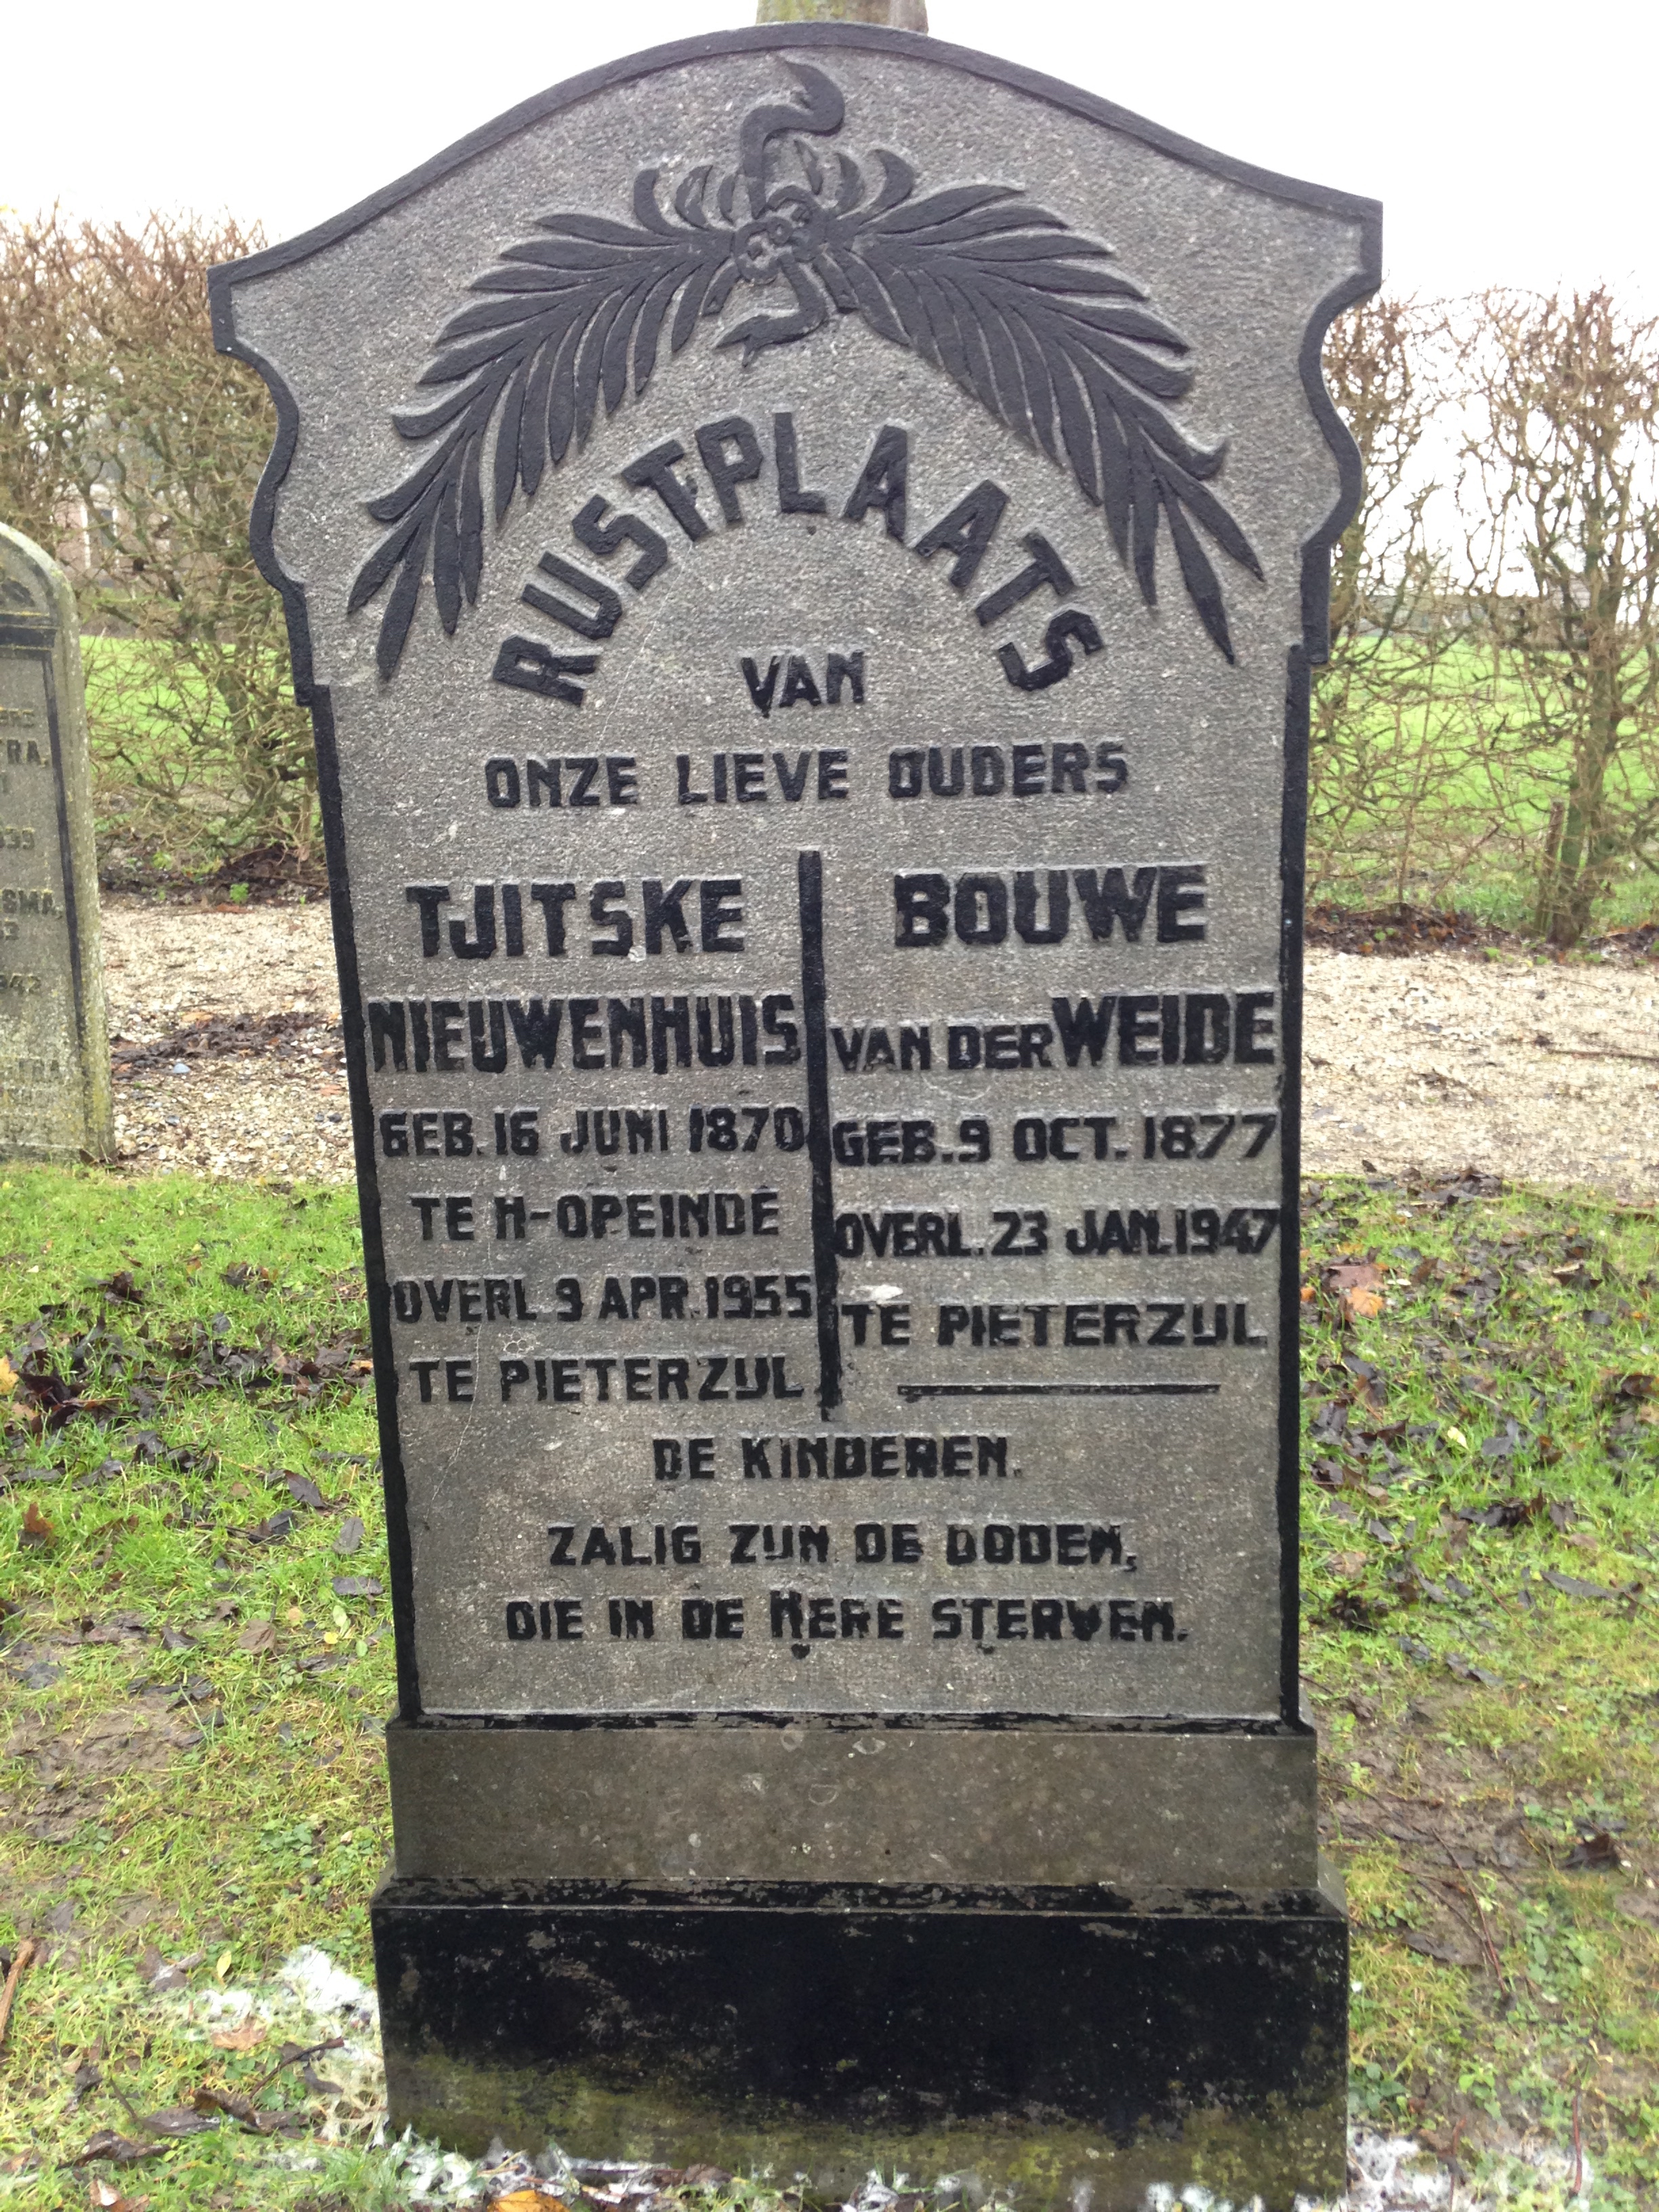 RUSTPLAATS
VAN
ONZE LIEVE OUDERS
TJITSKE
NIEUWENHUIS
GEB. 16 JUNI 1870
TE H-OPEINDE
OVERL. 9 APR. 1955
TE PIETERZIJL
BOUWE
VAN DER WEIDE
GEB. 9 OCT. 1877
OVERL. 23 JAN. 1947
TE PIETERZIJL
DE KINDEREN.
ZALIG ZIJN DE DODEN,
DIE IN DE HERE STERVEN.